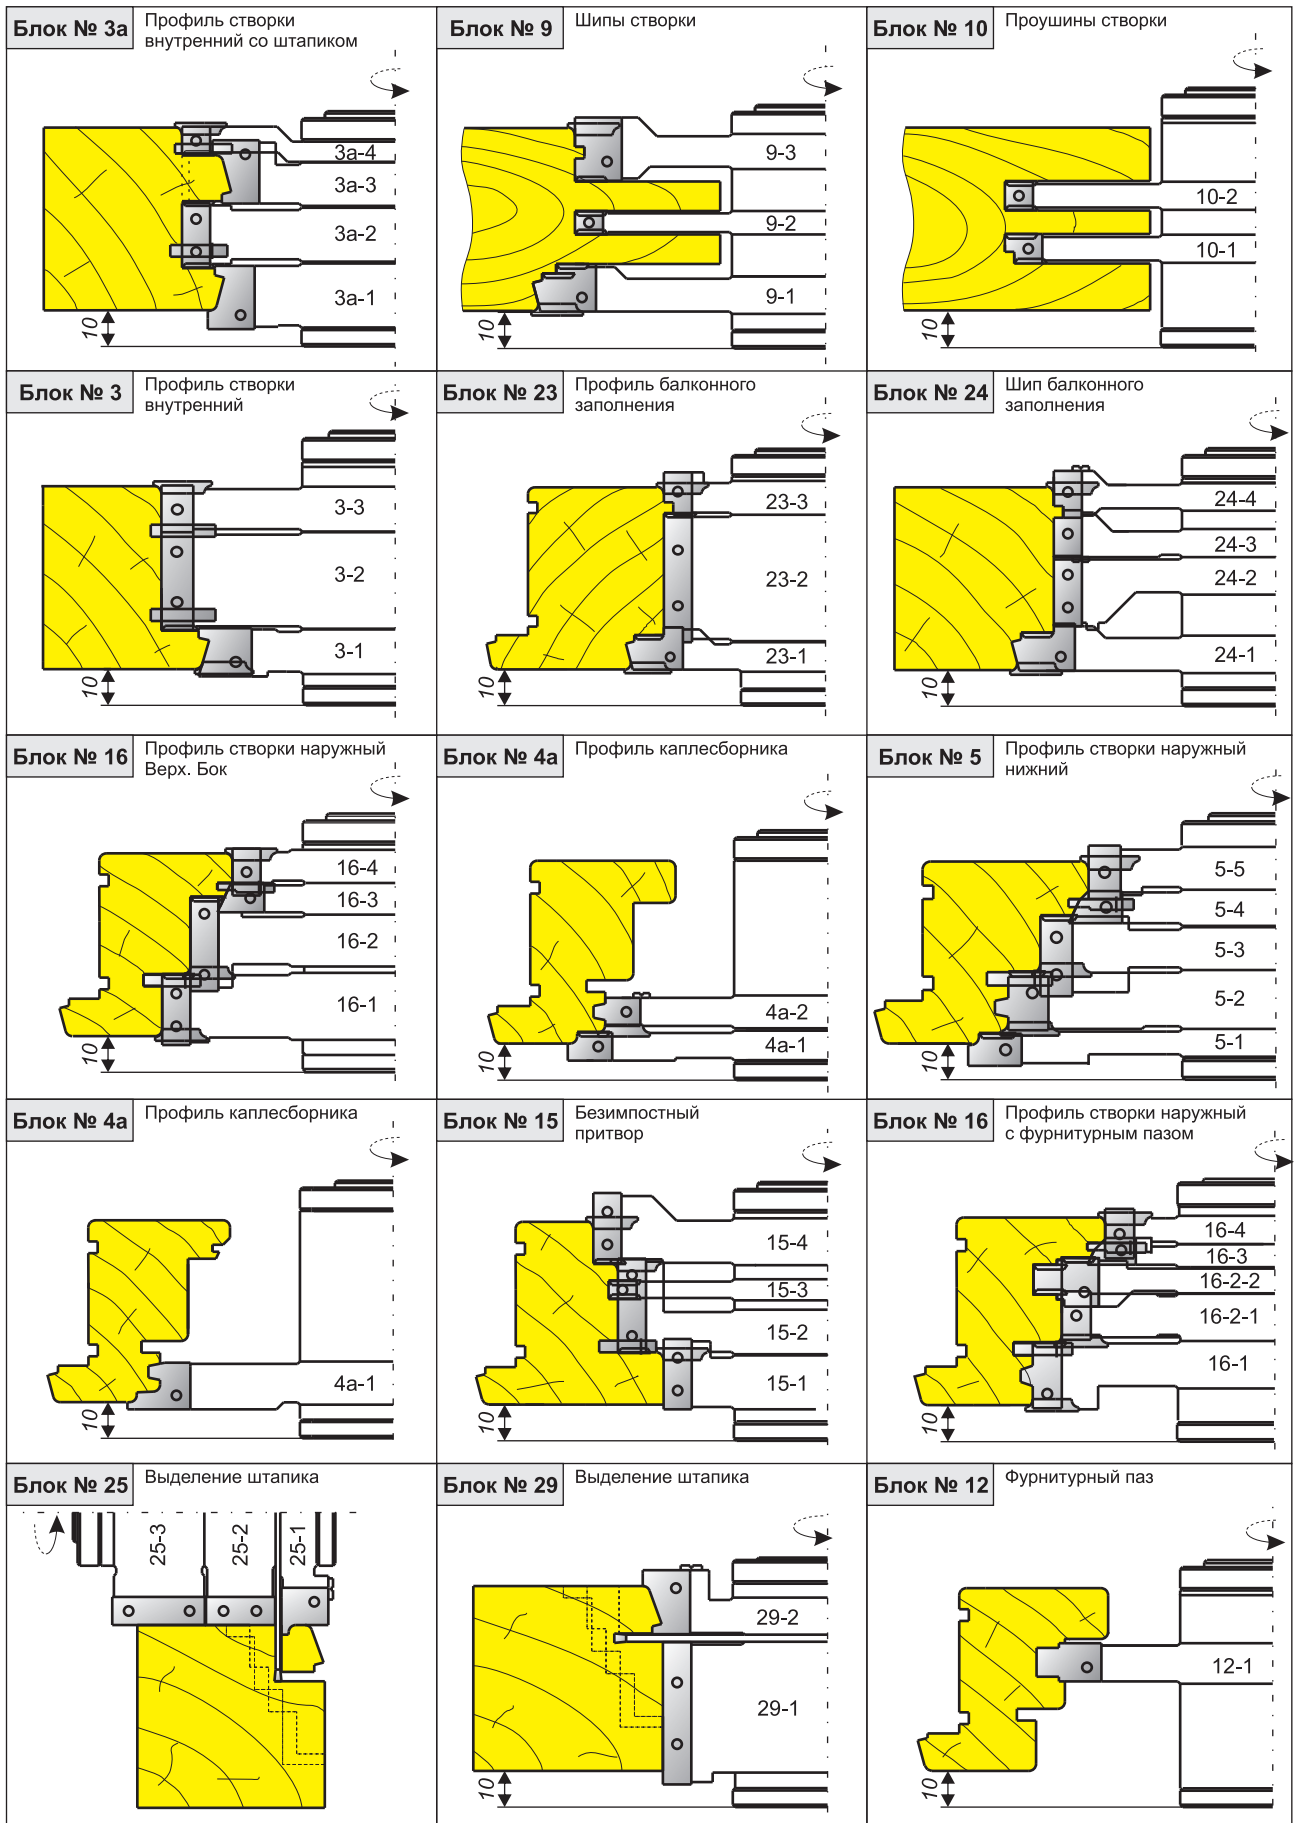 Блок № 3а
Профиль створки
внутренний со штапиком
3а-4
3а-3
3а-2
3а-1
10
Блок № 9
Шипы створки
9-3
9-2
9-1
10
Блок № 10
Проушины створки
10-2
10-1
10
Блок № 3
Профиль створки
внутренний
3-3
3-2
3-1
10
Блок № 23
Профиль балконного
заполнения
23-3
23-2
23-1
10
Блок № 24
Шип балконного
заполнения
24-4
24-3
24-2
24-1
10
Блок № 16
Профиль створки наружный
Верх. Бок
16-4
16-3
16-2
16-1
10
Блок № 4а
Профиль каплесборника
4а-2
4а-1
10
Блок № 5
Профиль створки наружный
нижний
5-5
5-4
5-3
5-2
5-1
10
Блок № 4а
Профиль каплесборника
4а-1
10
Блок № 15
Безимпостный
притвор
15-4
15-3
15-2
15-1
10
Блок № 16
Профиль створки наружный
с фурнитурным пазом
16-4
16-3
16-2-2
16-2-1
16-1
10
Блок № 25
Выделение штапика
25-3
25-2
25-1
Блок № 29
Выделение штапика
29-2
29-1
10
Блок № 12
Фурнитурный паз
12-1
10